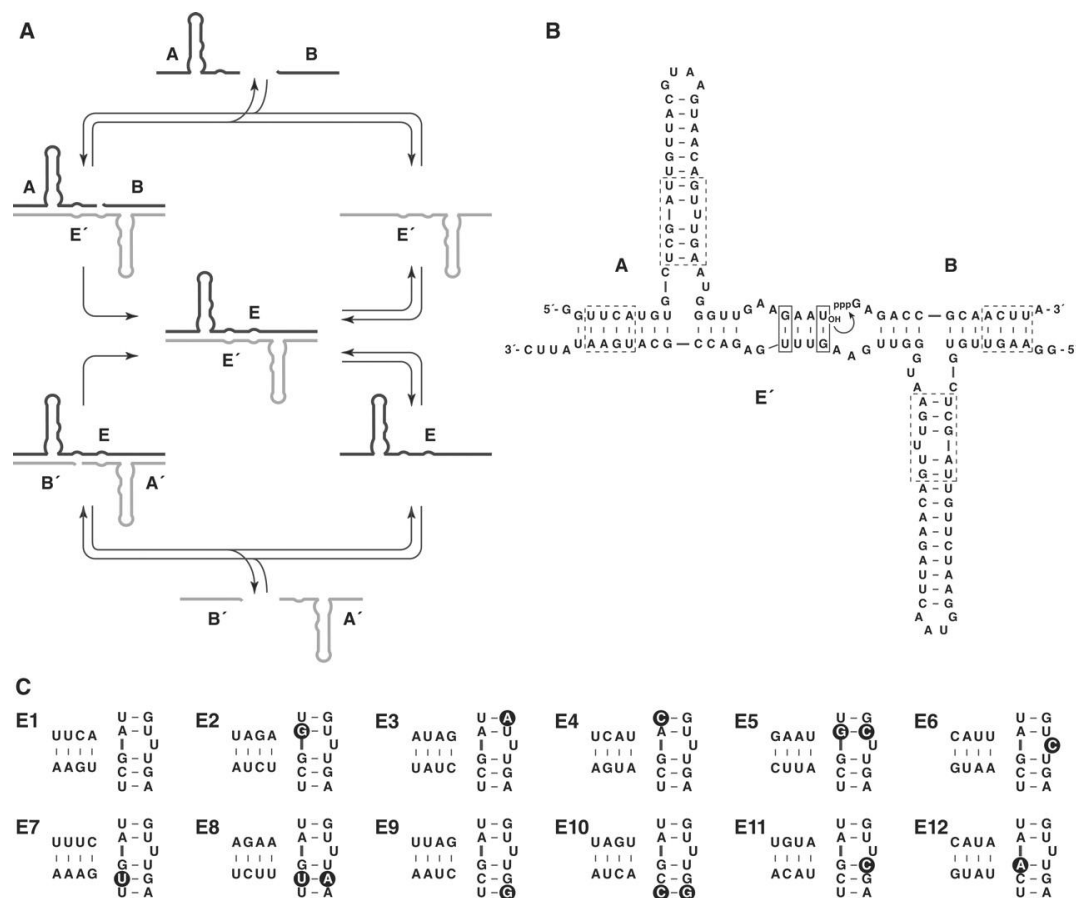 A
A
B
A
B
E´
E´
E
E´
E
B´
A´
E
B´
A´
B
U A
G A
C – G
A – U
U – A
U – A
G – C
U – A
U – G
A – U
U
G – U
C – G
U – A
C A
U
G G
A
B
5´- G G U U C A U G U G G U U G A A G A A U OH pppG A G A C C – G C A A C U U A - 3´
3´- C U U A U A A G U A C G – C C A G A G U U U G A A G U U G G U G U U G A A G G - 5´
E´
U G
A C
A – U
G – C
U – G
U
U – A
G – U
A – U
C – G
A – U
A – U
G – C
A – U
U – A
U – A
C – G
A G
A U
C
E1
UUCA
AAGU
U – G
A – U
U
G – U
C – G
U – A
E2
UAGA
AUCU
U – G
G – U
U
G – U
C – G
U – A
E3
AUAG
UAUC
U – A
A – U
U
G – U
C – G
U – A
E4
UCAU
AGUA
C – G
A – U
U
G – U
C – G
U – A
E5
GAAU
CUUA
U – G
G – C
U
G – U
C – G
U – A
E6
CAUU
GUAA
U – G
A – U
C
G – U
C – G
U – A
E7
UUUC
AAAG
U – G
A – U
U
G – U
U – G
U – A
E8
AGAA
UCUU
U – G
A – U
U
G – U
U – A
U – A
E9
UUAG
AAUC
U – G
A – U
U
G – U
C – G
U – G
E10
UAGU
AUCA
U – G
A – U
U
G – U
C – G
C – G
E11
UGUA
ACAU
U – G
A – U
U
G – C
C – G
U – A
E12
CAUA
GUAU
U – G
A – U
U
A – U
C – G
U – A